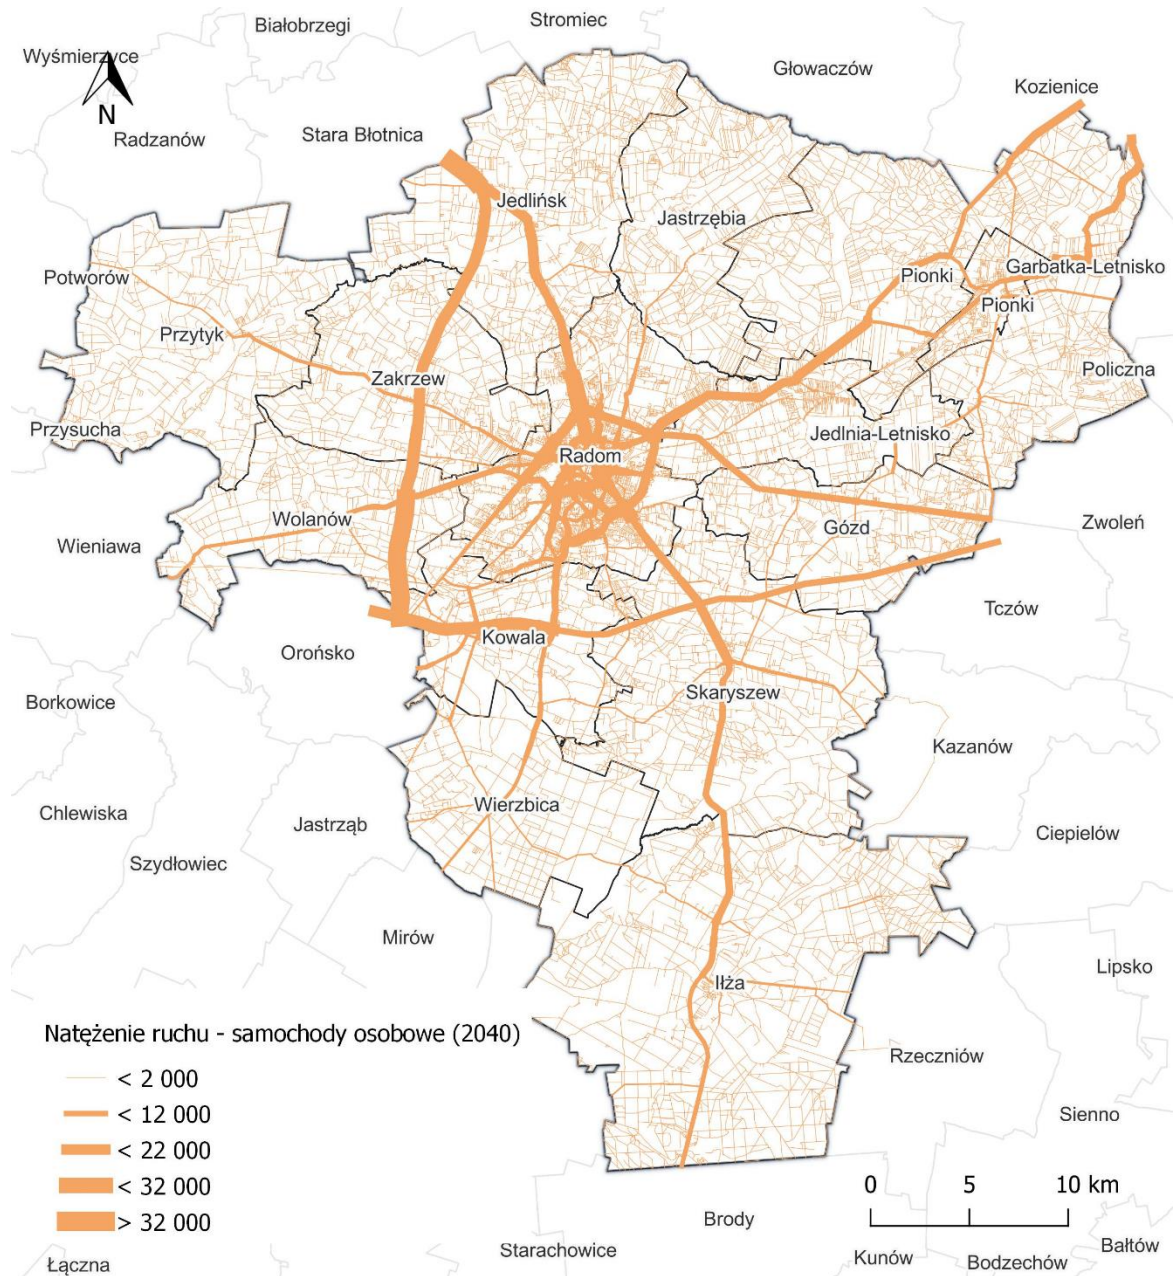 Stromiec
Białobrzegi
Wyśmierzyce
Głowaczów
Kozienice
N
Radzanów
Stara Błotnica
Jedlińsk
Jastrzębia
Potworów
Pionki
Garbatka-Letnisko
Pionki
Przytyk
Zakrzew
Policzna
Przysucha
Jedlnia-Letnisko
Radom
Wolanów
Gózd
Zwoleń
Wieniawa
Tczów
Kowala
Orońsko
Skaryszew
Borkowice
Kazanów
Wierzbica
Chlewiska
Jastrząb
Ciepielów
Szydłowiec
Mirów
Lipsko
Iłża
Natężenie ruchu - samochody osobowe (2040)
< 2 000
< 12 000
< 22 000
< 32 000
> 32 000
Rzeczniów
Sienno
0 5 10 km
Brody
Starachowice
Kunów
Bodzechów
Bałtów
Łączna